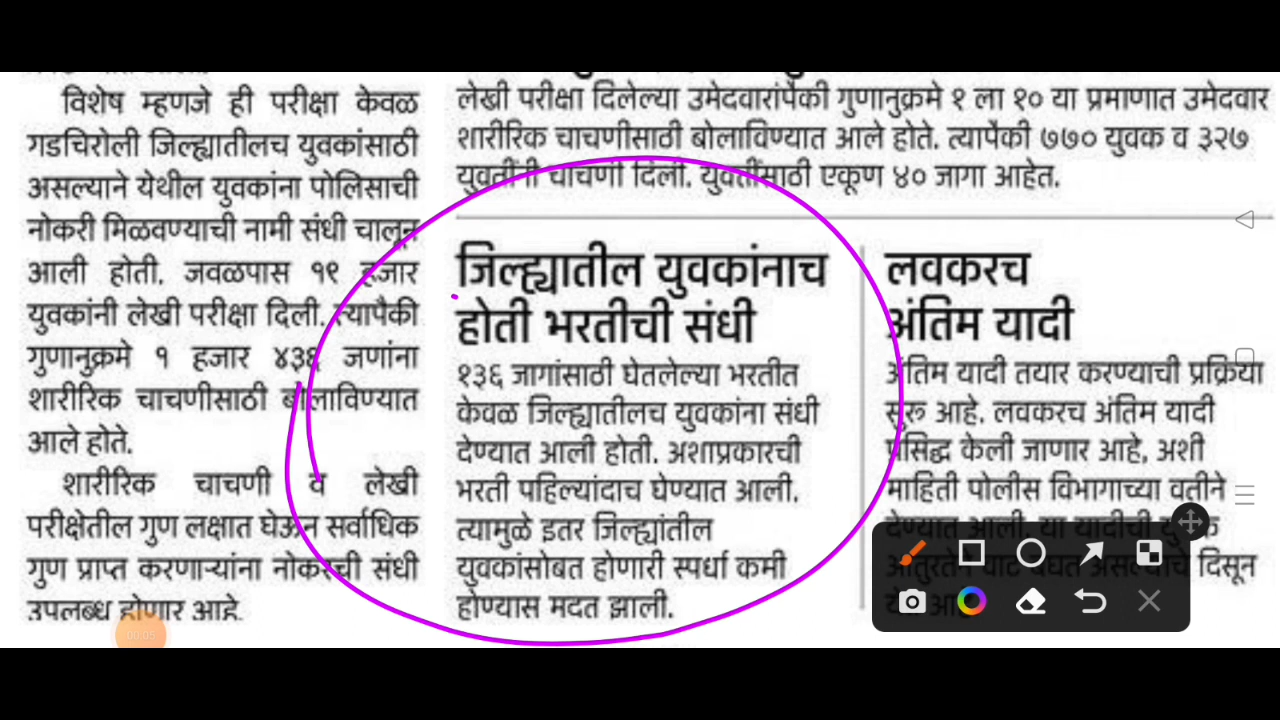 विशेष म्हणजे ही परीक्षा केवळ
गडचिरोली जिल्ह्यातीलच युवकांसाठी
असल्याने येथील युवकांना पोलिसाची
नोकरी मिळवण्याची नामी संधी चालून
आली होती. जवळपास १९ हजार
युवकांनी लेखी परीक्षा दिली. त्यापैकी
गुणानुक्रमे १ हजार ४३६ जणांना
शारीरिक चाचणीसाठी बोलाविण्यात
आले होते.
शारीरिक चाचणी व लेखी
परीक्षेतील गुण लक्षात घेऊन सर्वाधिक
गुण प्राप्त करणाऱ्यांना नोकरीची संधी
उपलब्ध होणार आहे.
लेखी परीक्षा दिलेल्या उमेदवारांपैकी गुणानुक्रमे १ ला १० या प्रमाणात उमेदवार
शारीरिक चाचणीसाठी बोलाविण्यात आले होते. त्यापैकी ७७० युवक व ३२७
युवतींनी चाचणी दिली. युवतींसाठी एकूण ४० जागा आहेत.
जिल्ह्यातील युवकांनाच
होती भरतीची संधी
१३६ जागांसाठी घेतलेल्या भरतीत
केवळ जिल्ह्यातीलच युवकांना संधी
देण्यात आली होती. अशाप्रकारची
भरती पहिल्यांदाच घेण्यात आली.
त्यामुळे इतर जिल्ह्यांतील
युवकांसोबत होणारी स्पर्धा कमी
होण्यास मदत झाली.
लवकरच
अंतिम यादी
अंतिम यादी तयार करण्याची प्रक्रिया
सुरू आहे. लवकरच अंतिम यादी
प्रसिद्ध केली जाणार आहे, अशी
माहिती पोलीस विभागाच्या वतीने
देण्यात आली. या यादीची
दिसून
00:05